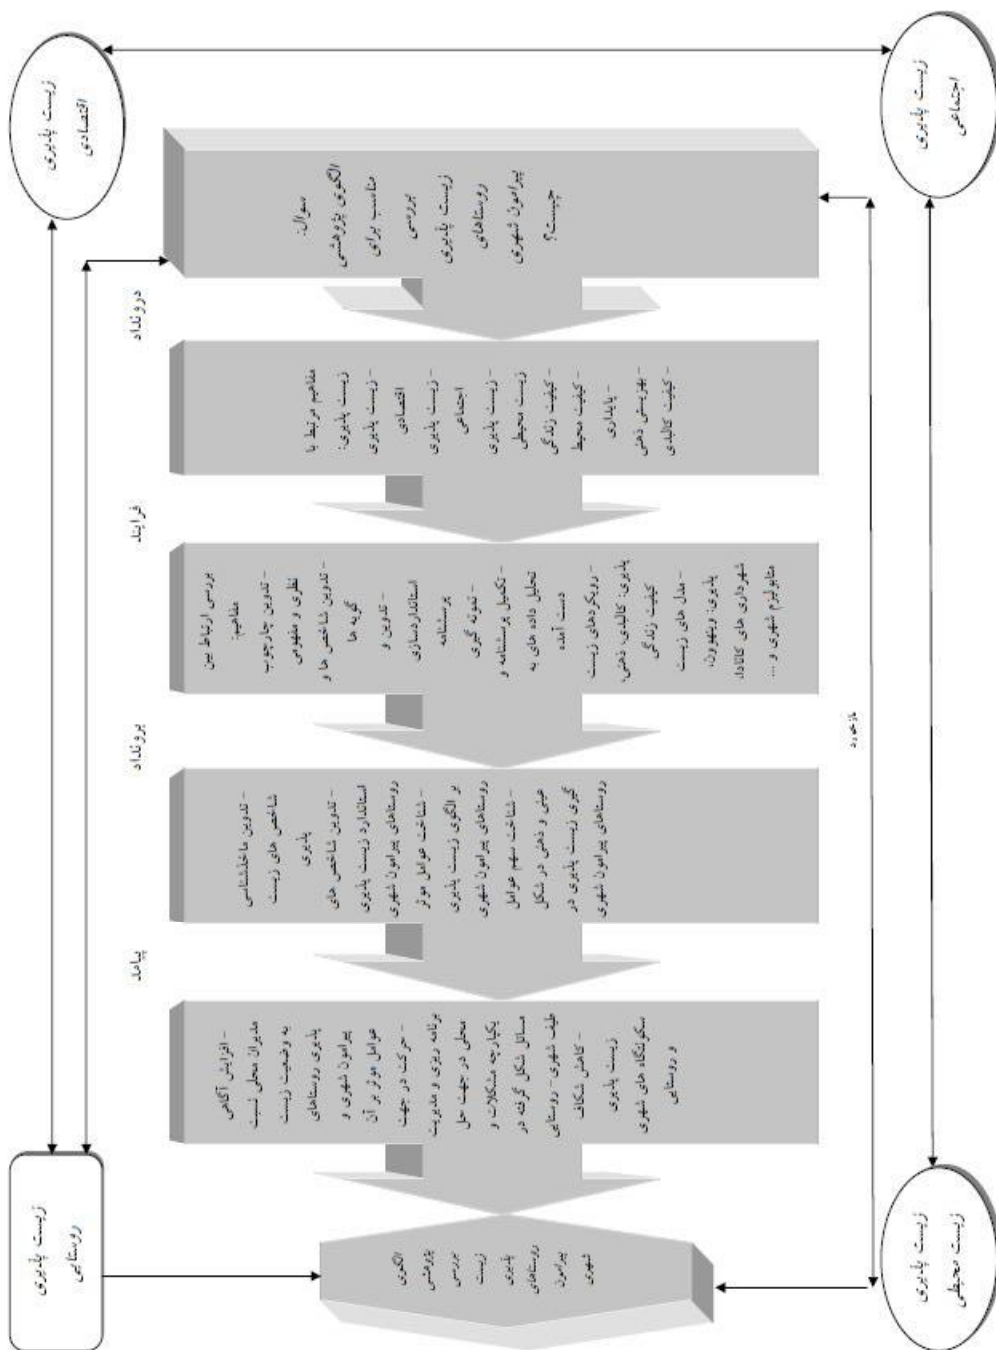 زیست پذیری
اقتصادی
زیست پذیری
اجتماعی
سوال:
الگوی پژوهشی
مناسب برای
بررسی
زیست پذیری
روستاهای
پیرامون شهری
چیست؟
درونداد
مفاهیم مرتبط با
زیست پذیری:
- زیست پذیری
اقتصادی
- زیست پذیری
اجتماعی
- زیست پذیری
زیست محیطی
- کیفیت زندگی
- کیفیت محیط
- پایداری
- بهزیستی ذهنی
- کیفیت کالبدی
فرایند
بررسی ارتباط بین
مفاهیم:
- تدوین چارچوب
نظری و مفهومی
- تدوین شاخص ها و
گویه ها
- تدوین و
استانداردسازی
پرسشنامه
- نمونه گیری
- تکمیل پرسشنامه و
تحلیل داده های به
دست آمده
- رویکردهای زیست
پذیری: کالبدی، ذهنی،
کیفیت زندگی
- مدل های زیست
پذیری: وینهوون،
شهرداری های کانادا،
متابولیزم شهری و ...
برونداد
- تدوین ماخذشناسی
شاخص های زیست
پذیری
- تدوین شاخص های
استاندارد زیست پذیری
روستاهای پیرامون شهری
- شناخت عوامل موثر
بر الگوی زیست پذیری
روستاهای پیرامون شهری
- شناخت سهم عوامل
عینی و ذهنی در شکل
گیری زیست پذیری در
روستاهای پیرامون شهری
پیامد
- افزایش آگاهی
مدیران محلی نسبت
به وضعیت زیست
پذیری روستاهای
پیرامون شهری و
عوامل موثر بر آن
- حرکت در جهت
برنامه ریزی و مدیریت
محلی در جهت حل
یکپارچه مشکلات و
مسائل شکل گرفته در
طیف شهری - روستایی
- کاهش شکاف
زیست پذیری
سکونتگاه های شهری
و روستایی
بازخورد
زیست پذیری
روستایی
الگوی
پژوهشی
بررسی
زیست
پذیری
روستاهای
پیرامون
شهری
زیست پذیری
زیست محیطی